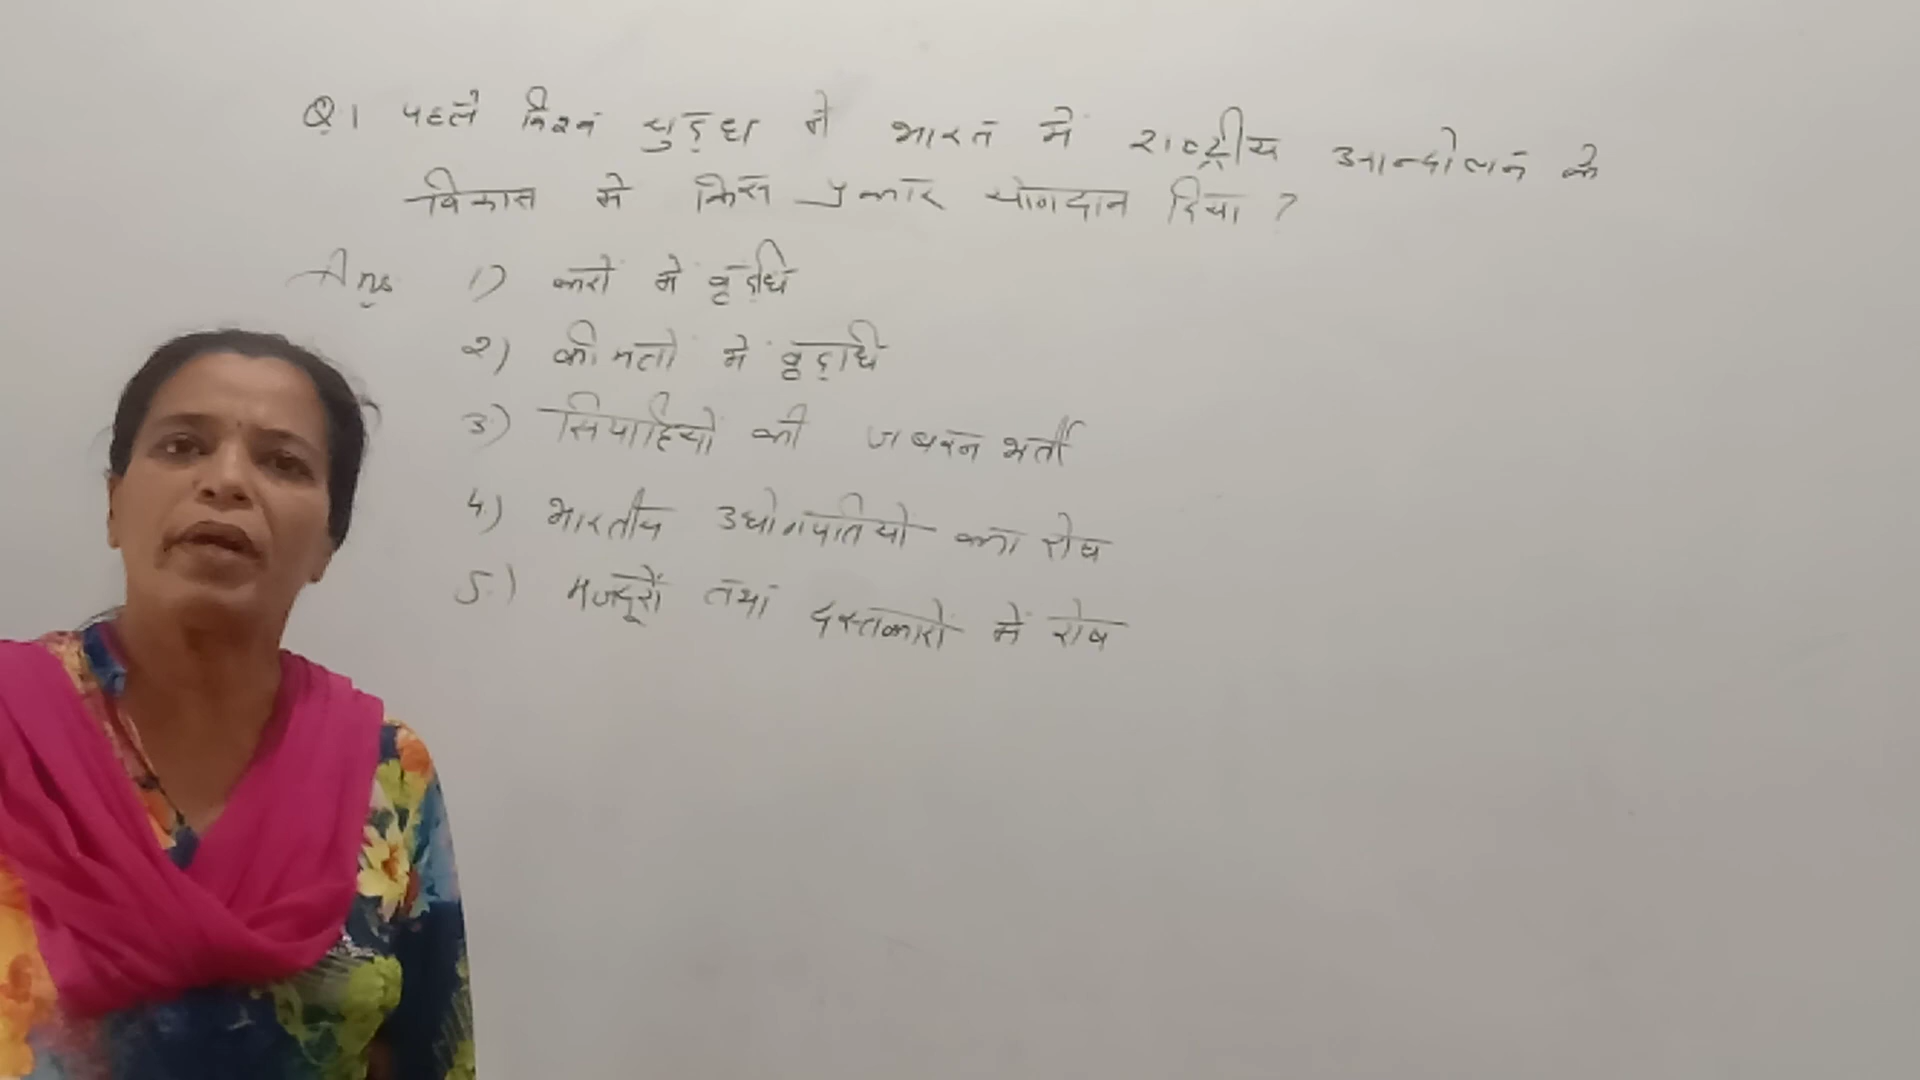 Q.1 पहले विश्व युद्ध ने भारत में राष्ट्रीय आन्दोलन के
विकास में किस प्रकार योगदान दिया ?
Ans 1) करों में वृद्धि
2) कीमतों में वृद्धि
3) सिपाहियों की जबरन भर्ती
4.) भारतीय उद्योगपतियों का रोष
5.) मजदूरों तथा दस्तकारों में रोष